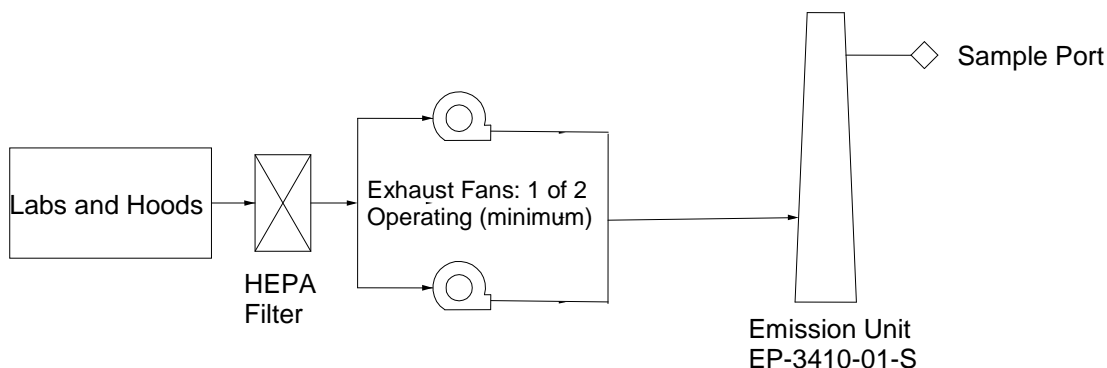 Sample Port
Labs and Hoods
Exhaust Fans: 1 of 2
Operating (minimum)
HEPA
Filter
Emission Unit
EP-3410-01-S